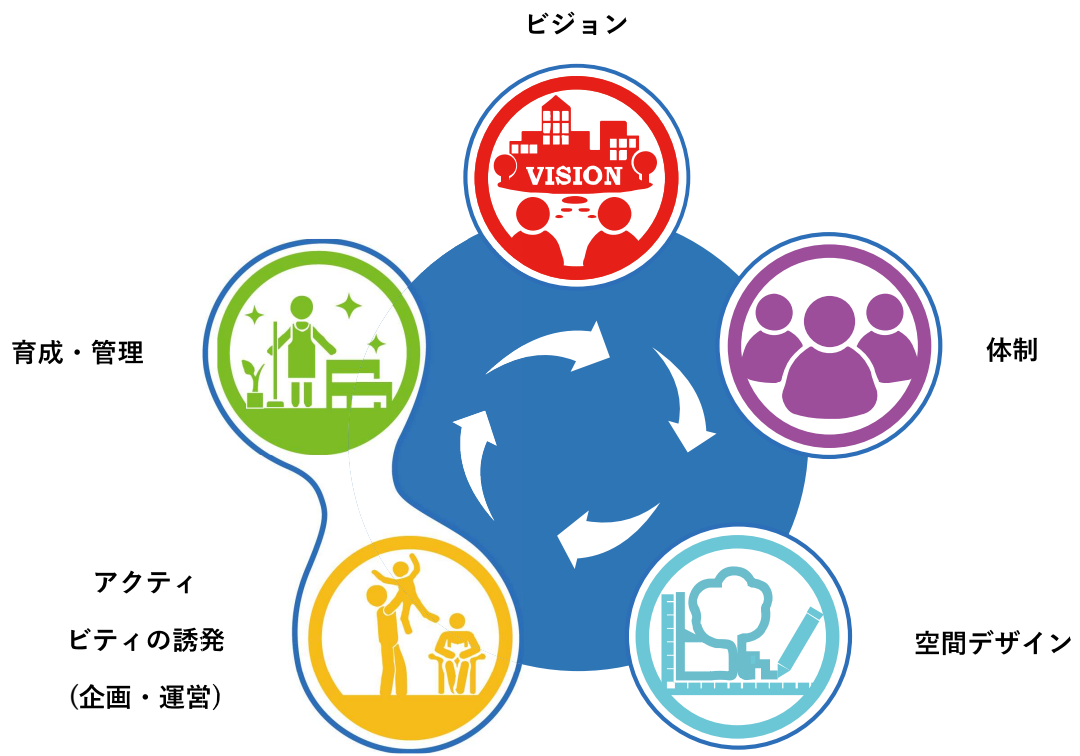 ビジョン
VISION
育成・管理
体制
アクティ
ビティの誘発
(企画・運営)
空間デザイン